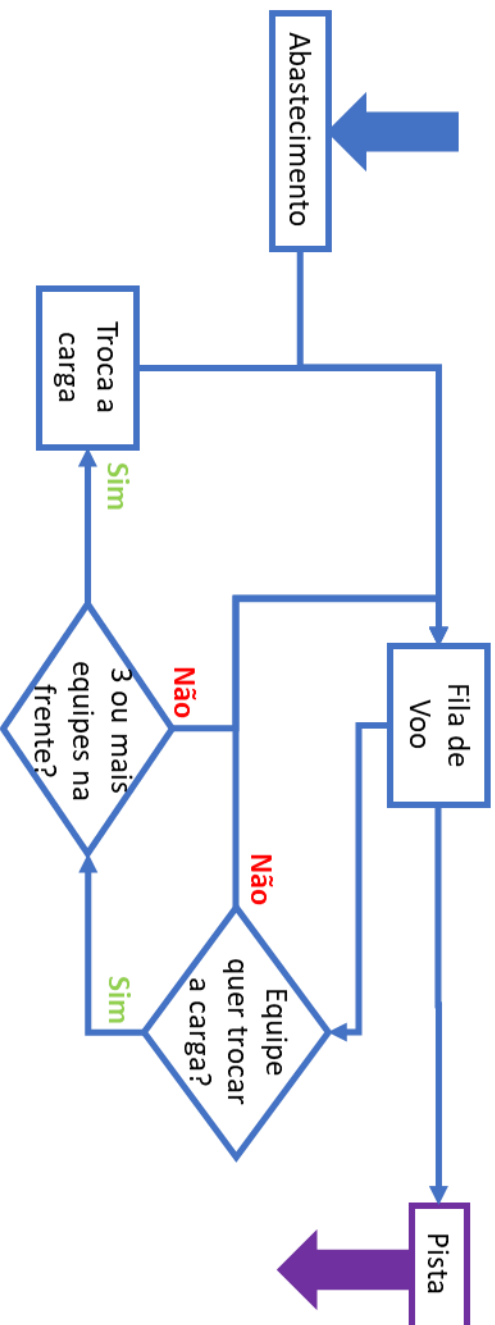 Abastecimento
Fila de
Voo
Pista
Equipe
quer trocar
a carga?
Não
Sim
3 ou mais
equipes na
frente?
Não
Sim
Troca a
carga